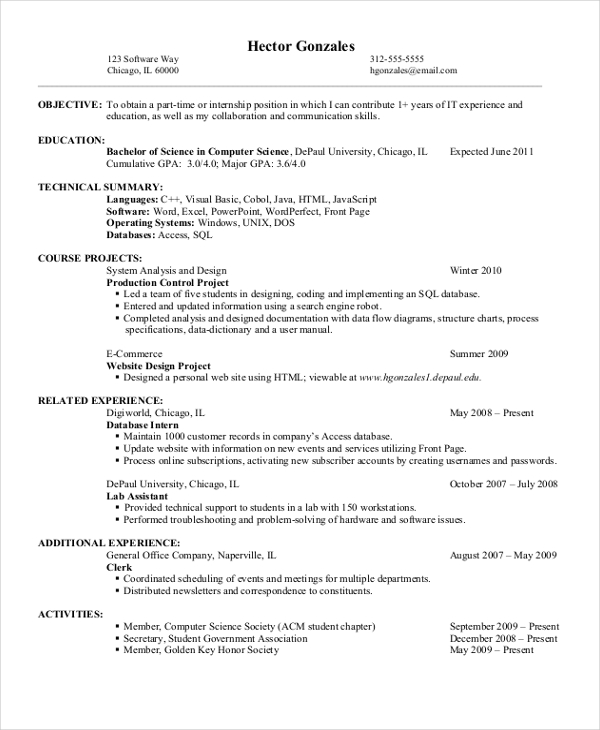 Hector Gonzales
123 Software Way 312-555-5555
Chicago, IL 60000 hgonzales@email.com
OBJECTIVE: To obtain a part-time or internship position in which I can contribute 1+ years of IT experience and
education, as well as my collaboration and communication skills.
EDUCATION:
Bachelor of Science in Computer Science, DePaul University, Chicago, IL Expected June 2011
Cumulative GPA: 3.0/4.0; Major GPA: 3.6/4.0
TECHNICAL SUMMARY:
Languages: C++, Visual Basic, Cobol, Java, HTML, JavaScript
Software: Word, Excel, PowerPoint, WordPerfect, Front Page
Operating Systems: Windows, UNIX, DOS
Databases: Access, SQL
COURSE PROJECTS:
System Analysis and Design Winter 2010
Production Control Project
▪ Led a team of five students in designing, coding and implementing an SQL database.
▪ Entered and updated information using a search engine robot.
▪ Completed analysis and designed documentation with data flow diagrams, structure charts, process
specifications, data-dictionary and a user manual.
E-Commerce Summer 2009
Website Design Project
▪ Designed a personal web site using HTML; viewable at www.hgonzales1.depaul.edu.
RELATED EXPERIENCE:
Digiworld, Chicago, IL May 2008 – Present
Database Intern
▪ Maintain 1000 customer records in company's Access database.
▪ Update website with information on new events and services utilizing Front Page.
▪ Process online subscriptions, activating new subscriber accounts by creating usernames and passwords.
DePaul University, Chicago, IL October 2007 – July 2008
Lab Assistant
▪ Provided technical support to students in a lab with 150 workstations.
▪ Performed troubleshooting and problem-solving of hardware and software issues.
ADDITIONAL EXPERIENCE:
General Office Company, Naperville, IL August 2007 – May 2009
Clerk
▪ Coordinated scheduling of events and meetings for multiple departments.
▪ Distributed newsletters and correspondence to constituents.
ACTIVITIES:
▪ Member, Computer Science Society (ACM student chapter) September 2009 – Present
▪ Secretary, Student Government Association December 2008 – Present
▪ Member, Golden Key Honor Society May 2009 – Present